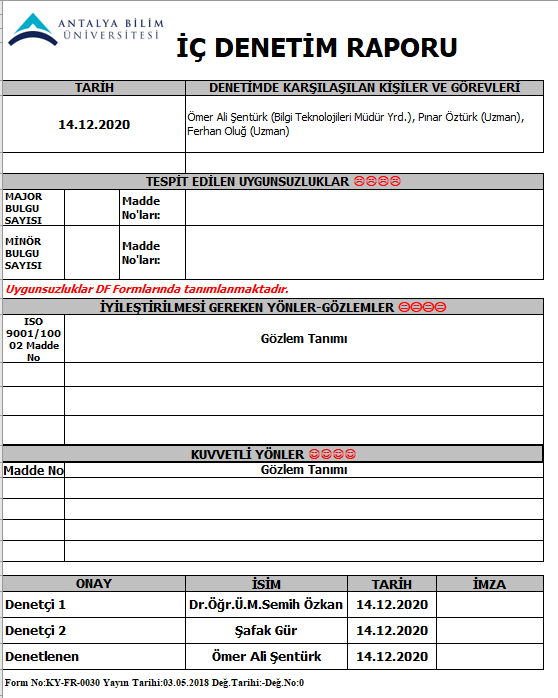 ANTALYA BİLİM
ÜNİVERSİTESİ
İÇ DENETİM RAPORU
TARİH
DENETİMDE KARŞILAŞILAN KİŞİLER VE GÖREVLERİ
14.12.2020
Ömer Ali Şentürk (Bilgi Teknolojileri Müdür Yrd.), Pınar Öztürk (Uzman),
Ferhan Oluğ (Uzman)
TESPİT EDİLEN UYGUNSUZLUKLAR ☹☹☹☹
MAJOR
BULGU
SAYISI
Madde
No'ları:
MİNÖR
BULGU
SAYISI
Madde
No'ları:
Uygunsuzluklar DF Formlarında tanımlanmaktadır.
İYİLEŞTİRİLMESİ GEREKEN YÖNLER-GÖZLEMLER 😐😐😐😐
ISO
9001/100
02 Madde
No
Gözlem Tanımı
KUVVETLİ YÖNLER ☺☺☺☺
Madde No
Gözlem Tanımı
ONAY
İSİM
TARİH
İMZA
Denetçi 1
Dr.Öğr.Ü.M.Semih Özkan
14.12.2020
Denetçi 2
Şafak Gür
14.12.2020
Denetlenen
Ömer Ali Şentürk
14.12.2020
Form No:KY-FR-0030 Yayın Tarihi:03.05.2018 Değ.Tarihi:-Değ.No:0